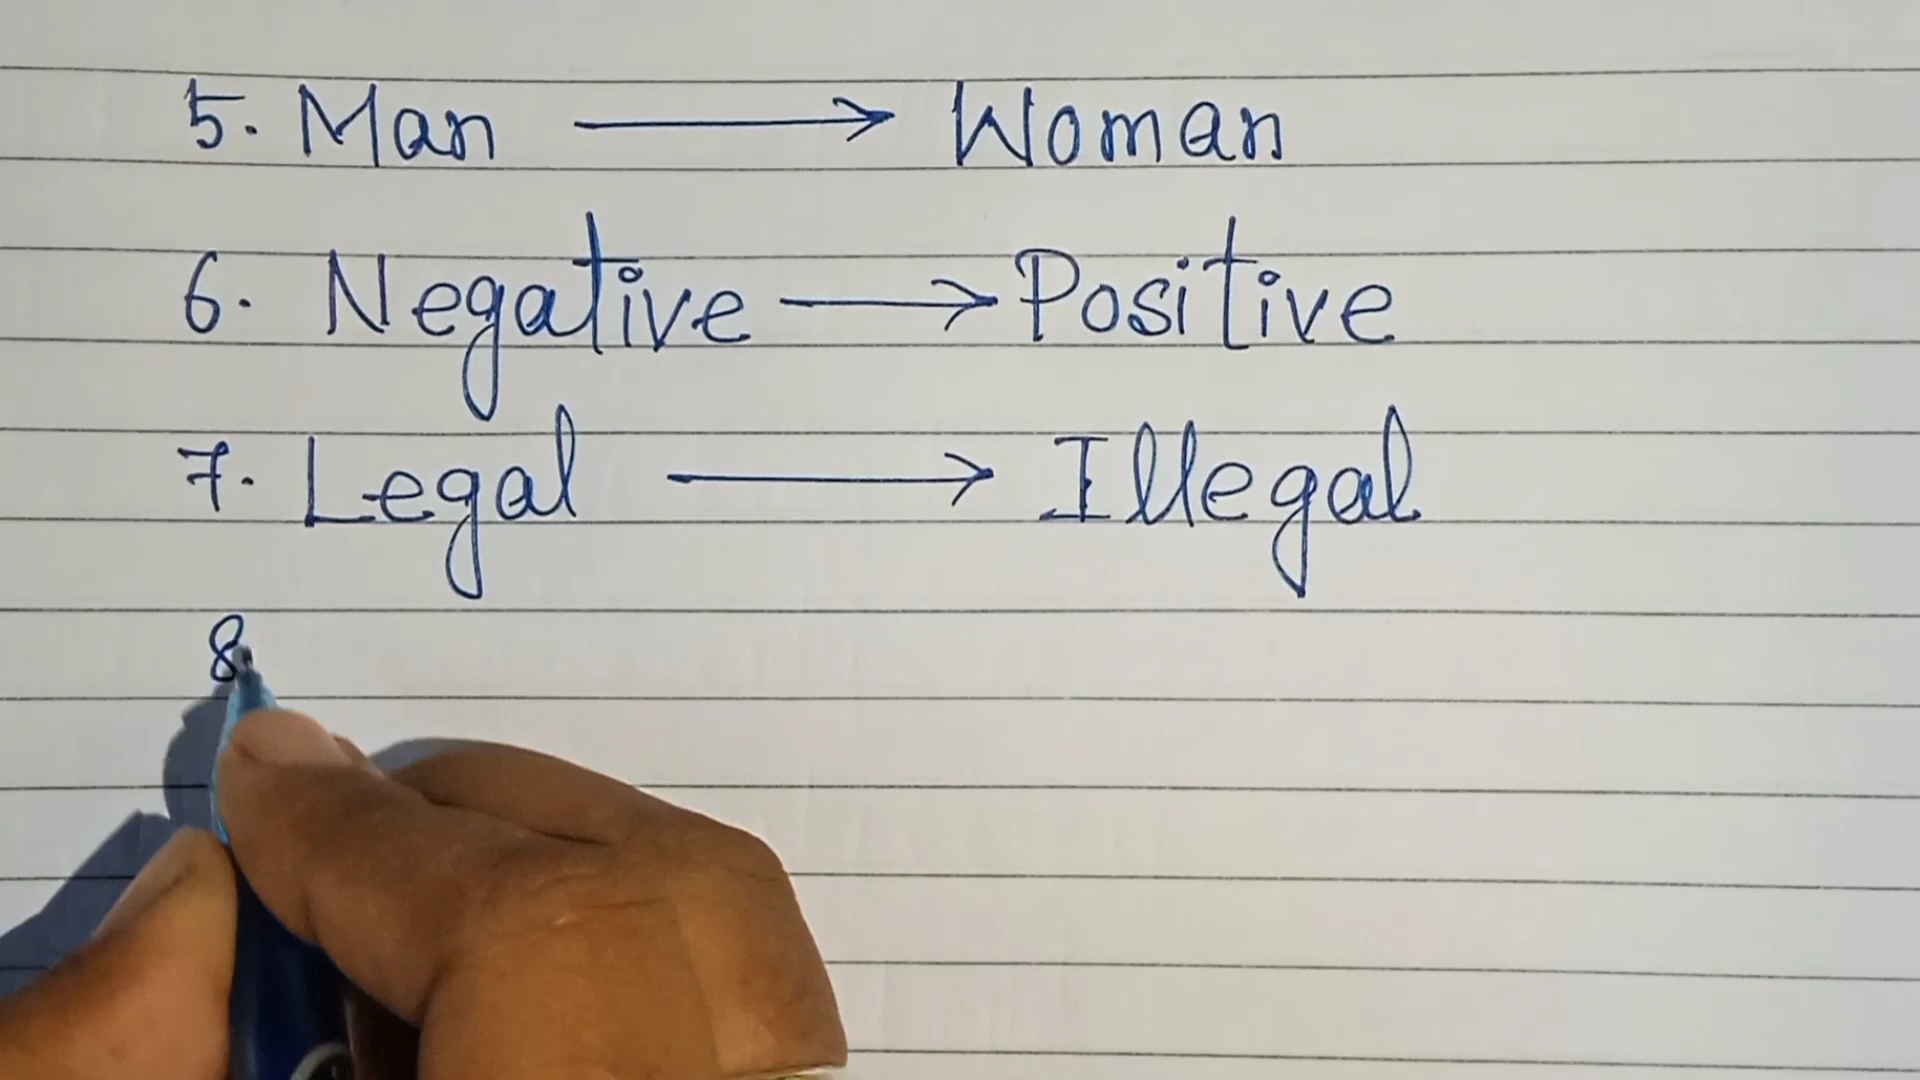 5. Man → Woman
6. Negative → Positive
7. Legal → Illegal
8